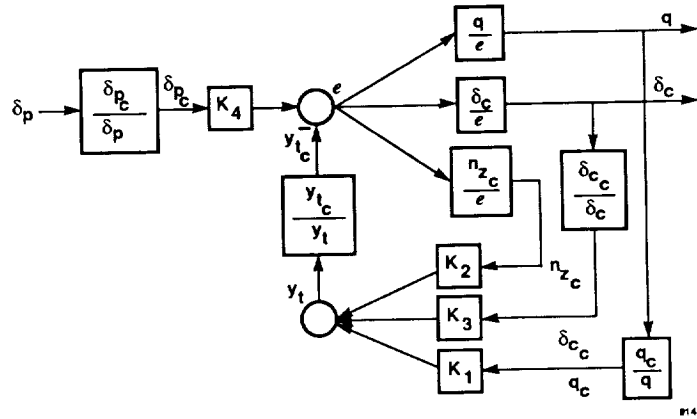 q
q
e
δp
δpc
δp
δpc
K4
e
δc
e
δc
ytc
−
nzc
e
δcc
δc
ytc
yt
K2
nzc
yt
K3
K1
δcc
qc
qc
q